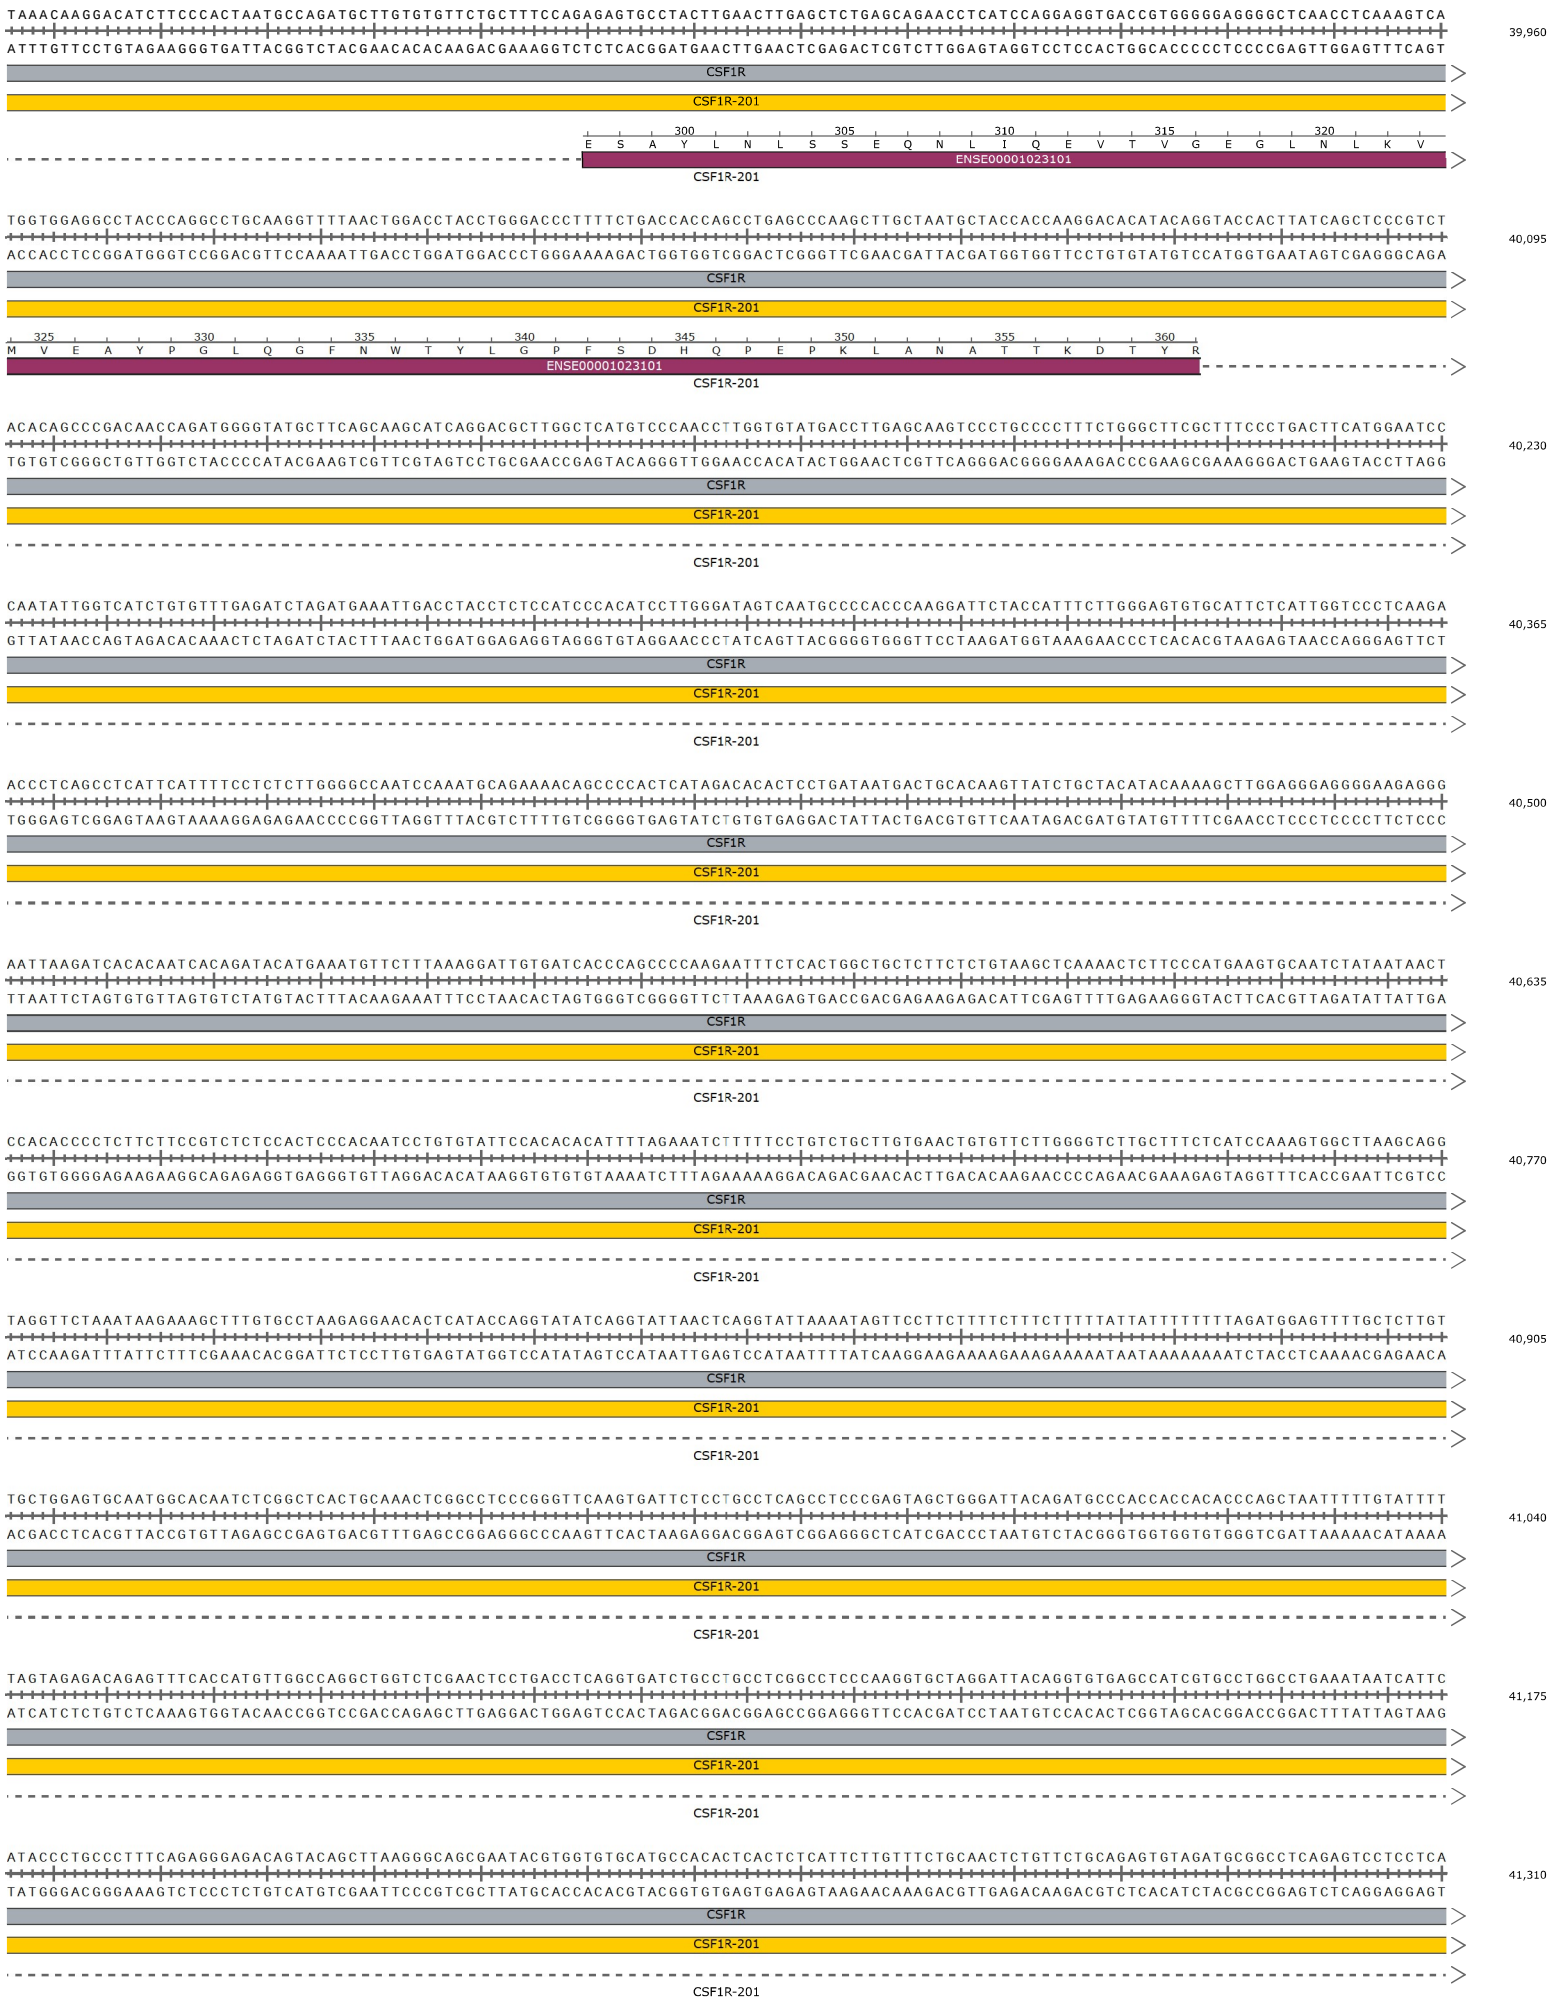 TAAACAAGGACATCTTCCCACTAATGCCAGATGCTTGTGTGTTCTGCTTTCCAGAGAGTGCCTACTTGAACTTGAGCTCTGAGCAGAACCTCATCCAGGAGGTGACCGTGGGGGAGGGGCTCAACCTCAAAGTCA
39,960
ATTTGTTCCTGTAGAAGGGTGATTACGGTCTACGAACACACAAGACGAAAGGTCTCTCACGGATGAACTTGAACTCGAGACTCGTCTTGGAGTAGGTCCTCCACTGGCACCCCCTCCCCGAGTTGGAGTTTCAGT
CSF1R
CSF1R-201
300 305 310 315 320
E S A Y L N L S S E Q N L I Q E V T V G E G L N L K V
ENSE00001023101
CSF1R-201
TGGTGGAGGCCTACCCAGGCCTGCAAGGTTTTAACTGGACCTACCTGGGACCCTTTTCTGACCACCAGCCTGAGCCCAAGCTTGCTAATGCTACCACCAAGGACACATACAGGTACCACTTATCAGCTCCCGTCT
40,095
ACCACCTCCGGATGGGTCCGGACGTTCCAAAATTGACCTGGATGGACCCTGGGAAAAGACTGGTGGTCGGACTCGGGTTCGAACGATTACGATGGTGGTTCCTGTGTATGTCCATGGTGAATAGTCGAGGGCAGA
CSF1R
CSF1R-201
325 330 335 340 345 350 355 360
M V E A Y P G L Q G F N W T Y L G P F S D H Q P E P K L A N A T T K D T Y R
ENSE00001023101
CSF1R-201
ACACAGCCCGACAACCAGATGGGGTATGCTTCAGCAAGCATCAGGACGCTTGGCTCATGTCCCAACCTTGGTGTATGACCTTGAGCAAGTCCCTGCCCCTTTCTGGGCTTCGCTTTCCCTGACTTCATGGAATCC
40,230
TGTGTCGGGCTGTTGGTCTACCCCATACGAAGTCGTTCGTAGTCCTGCGAACCGAGTACAGGGTTGGAACCACATACTGGAACTCGTTCAGGGACGGGGAAAGACCCGAAGCGAAAGGGACTGAAGTACCTTAGG
CSF1R
CSF1R-201
CSF1R-201
CAATATTGGTCATCTGTGTTTGAGATCTAGATGAAATTGACCTACCTCTCCATCCCACATCCTTGGGATAGTCAATGCCCCACCCAAGGATTCTACCATTTCTTGGGAGTGTGCATTCTCATTGGTCCCTCAAGA
40,365
GTTATAACCAGTAGACACAAACTCTAGATCTACTTTAACTGGATGGAGAGGTAGGGTGTAGGAACCCTATCAGTTACGGGGTGGGTTCCTAAGATGGTAAAGAACCCTCACACGTAAGAGTAACCAGGGAGTTCT
CSF1R
CSF1R-201
CSF1R-201
ACCCTCAGCCTCATTCATTTTCCTCTCTTGGGGCCAATCCAAATGCAGAAAACAGCCCCACTCATAGACACACTCCTGATAATGACTGCACAAGTTATCTGCTACATACAAAAGCTTGGAGGGAGGGGAAGAGGG
40,500
TGGGAGTCGGAGTAAGTAAAAGGAGAGAACCCCGGTTAGGTTTACGTCTTTTGTCGGGGTGAGTATCTGTGTGAGGACTATTACTGACGTGTTCAATAGACGATGTATGTTTTCGAACCTCCCTCCCCTTCTCCC
CSF1R
CSF1R-201
CSF1R-201
AATTAAGATCACACAATCACAGATACATGAAATGTTCTTTAAAGGATTGTGATCACCCAGCCCCAAGAATTTCTCACTGGCTGCTCTTCTCTGTAAGCTCAAAACTCTTCCCATGAAGTGCAATCTATAATAACT
40,635
TTAATTCTAGTGTGTTAGTGTCTATGTACTTTACAAGAAATTTCCTAACACTAGTGGGTCGGGGTTCTTAAAGAGTGACCGACGAGAAGAGACATTCGAGTTTTGAGAAGGGTACTTCACGTTAGATATTATTGA
CSF1R
CSF1R-201
CSF1R-201
CCACACCCCTCTTCTTCCGTCTCTCCACTCCCACAATCCTGTGTATTCCACACACATTTTAGAAATCTTTTTCCTGTCTGCTTGTGAACTGTGTTCTTGGGGTCTTGCTTTCTCATCCAAAGTGGCTTAAGCAGG
40,770
GGTGTGGGGAGAAGAAGGCAGAGAGGTGAGGGTGTTAGGACACATAAGGTGTGTGTAAAATCTTTAGAAAAAGGACAGACGAACACTTGACACAAGAACCCCAGAACGAAAGAGTAGGTTTCACCGAATTCGTCC
CSF1R
CSF1R-201
CSF1R-201
TAGGTTCTAAATAAGAAAGCTTTGTGCCTAAGAGGAACACTCATACCAGGTATATCAGGTATTAACTCAGGTATTAAAATAGTTCCTTCTTTTCTTTCTTTTTATTATTTTTTTTAGATGGAGTTTTGCTCTTGT
40,905
ATCCAAGATTTATTCTTTCGAAACACGGATTCTCCTTGTGAGTATGGTCCATATAGTCCATAATTGAGTCCATAATTTTATCAAGGAAGAAAAGAAAGAAAAATAATAAAAAAAATCTACCTCAAAACGAGAACA
CSF1R
CSF1R-201
CSF1R-201
TGCTGGAGTGCAATGGCACAATCTCGGCTCACTGCAAACTCGGCCTCCCGGGTTCAAGTGATTCTCCTGCCTCAGCCTCCCGAGTAGCTGGGATTACAGATGCCCACCACCACACCCAGCTAATTTTTGTATTTT
41,040
ACGACCTCACGTTACCGTGTTAGAGCCGAGTGACGTTTGAGCCGGAGGGCCCAAGTTCACTAAGAGGACGGAGTCGGAGGGCTCATCGACCCTAATGTCTACGGGTGGTGGTGTGGGTCGATTAAAAACATAAAA
CSF1R
CSF1R-201
CSF1R-201
TAGTAGAGACAGAGTTTCACCATGTTGGCCAGGCTGGTCTCGAACTCCTGACCTCAGGTGATCTGCCTGCCTCGGCCTCCCAAGGTGCTAGGATTACAGGTGTGAGCCATCGTGCCTGGCCTGAAATAATCATTC
41,175
ATCATCTCTGTCTCAAAGTGGTACAACCGGTCCGACCAGAGCTTGAGGACTGGAGTCCACTAGACGGACGGAGCCGGAGGGTTCCACGATCCTAATGTCCACACTCGGTAGCACGGACCGGACTTTATTAGTAAG
CSF1R
CSF1R-201
CSF1R-201
ATACCCTGCCCTTTCAGAGGGAGACAGTACAGCTTAAGGGCAGCGAATACGTGGTGTGCATGCCACACTCACTCTCATTCTTGTTTCTGCAACTCTGTTCTGCAGAGTGTAGATGCGGCCTCAGAGTCCTCCTCA
41,310
TATGGGACGGGAAAGTCTCCCTCTGTCATGTCGAATTCCCGTCGCTTATGCACCACACGTACGGTGTGAGTGAGAGTAAGAACAAAGACGTTGAGACAAGACGTCTCACATCTACGCCGGAGTCTCAGGAGGAGT
CSF1R
CSF1R-201
CSF1R-201